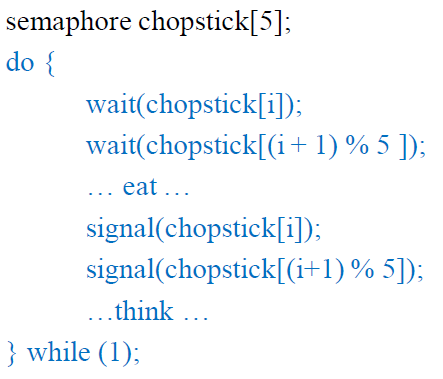 semaphore chopstick[5];
do {
wait(chopstick[i]);
wait(chopstick[(i + 1) % 5 ]);
… eat …
signal(chopstick[i]);
signal(chopstick[(i+1) % 5]);
…think …
} while (1);